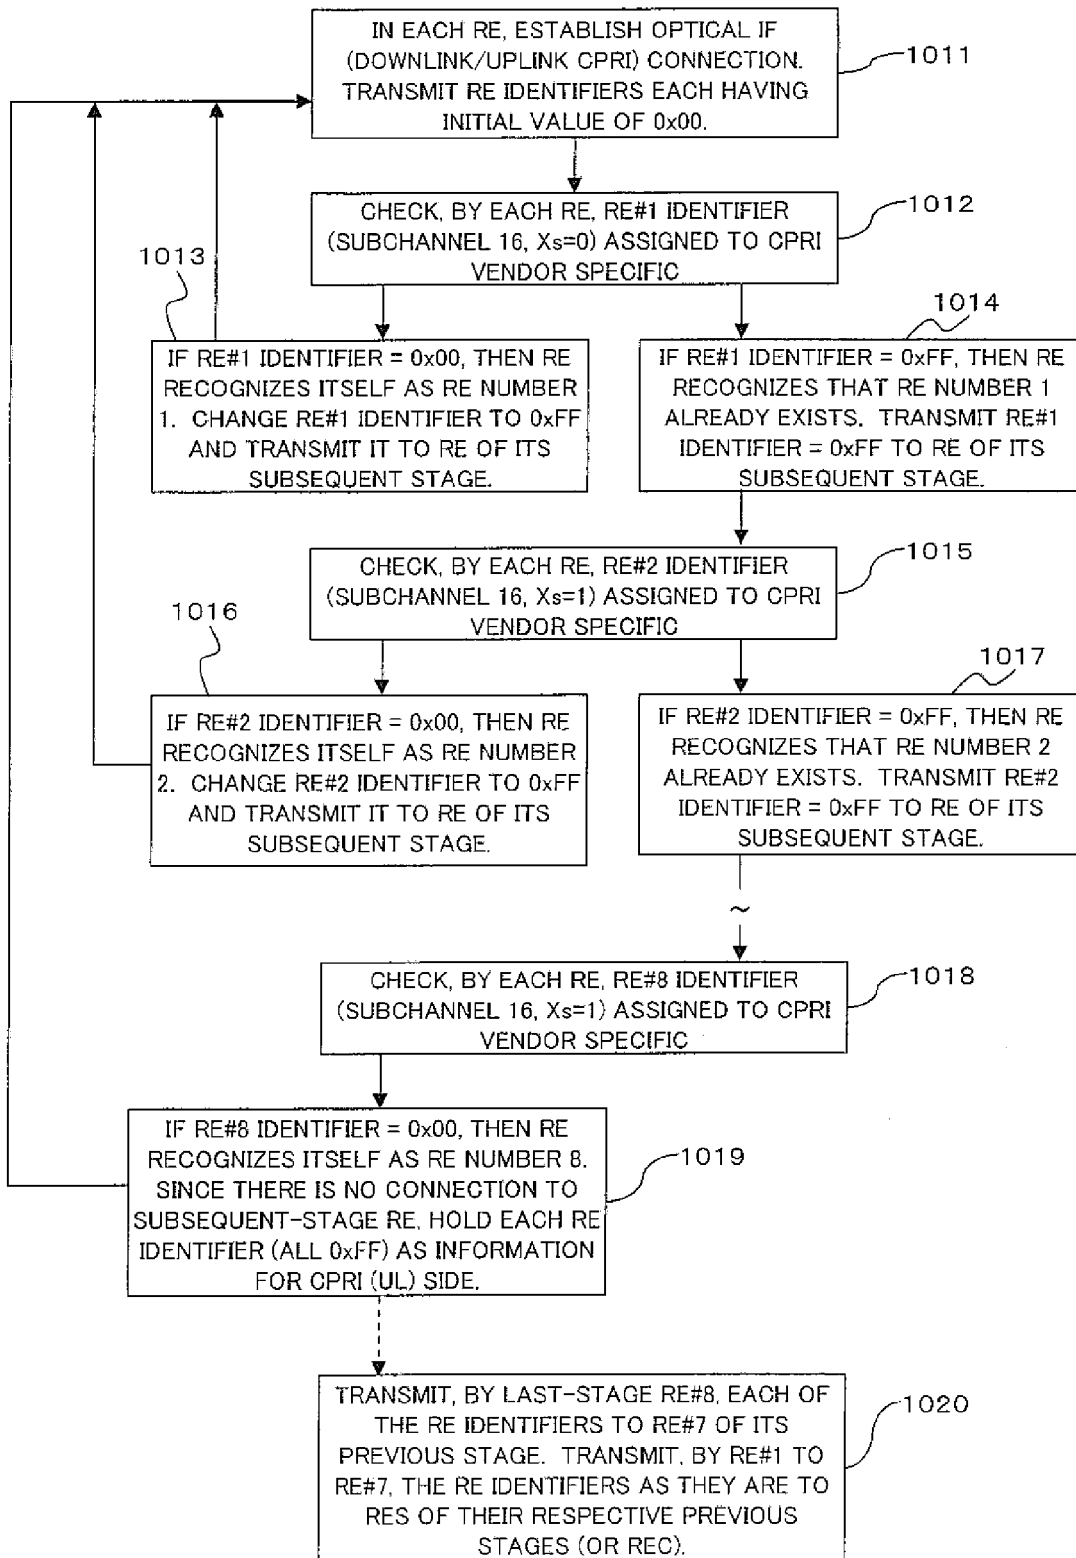 IN EACH RE, ESTABLISH OPTICAL IF
(DOWNLINK/UPLINK CPRI) CONNECTION.
TRANSMIT RE IDENTIFIERS EACH HAVING
INITIAL VALUE OF 0x00.
1011
CHECK, BY EACH RE, RE#1 IDENTIFIER
(SUBCHANNEL 16, Xs=0) ASSIGNED TO CPRI
VENDOR SPECIFIC
1012
1013
IF RE#1 IDENTIFIER = 0x00, THEN RE
RECOGNIZES ITSELF AS RE NUMBER
1. CHANGE RE#1 IDENTIFIER TO 0xFF
AND TRANSMIT IT TO RE OF ITS
SUBSEQUENT STAGE.
1014
IF RE#1 IDENTIFIER = 0xFF, THEN RE
RECOGNIZES THAT RE NUMBER 1
ALREADY EXISTS. TRANSMIT RE#1
IDENTIFIER = 0xFF TO RE OF ITS
SUBSEQUENT STAGE.
CHECK, BY EACH RE, RE#2 IDENTIFIER
(SUBCHANNEL 16, Xs=1) ASSIGNED TO CPRI
VENDOR SPECIFIC
1015
1016
IF RE#2 IDENTIFIER = 0x00, THEN RE
RECOGNIZES ITSELF AS RE NUMBER
2. CHANGE RE#2 IDENTIFIER TO 0xFF
AND TRANSMIT IT TO RE OF ITS
SUBSEQUENT STAGE.
1017
IF RE#2 IDENTIFIER = 0xFF, THEN RE
RECOGNIZES THAT RE NUMBER 2
ALREADY EXISTS. TRANSMIT RE#2
IDENTIFIER = 0xFF TO RE OF ITS
SUBSEQUENT STAGE.
~
CHECK, BY EACH RE, RE#8 IDENTIFIER
(SUBCHANNEL 16, Xs=1) ASSIGNED TO CPRI
VENDOR SPECIFIC
1018
IF RE#8 IDENTIFIER = 0x00, THEN RE
RECOGNIZES ITSELF AS RE NUMBER 8.
SINCE THERE IS NO CONNECTION TO
SUBSEQUENT-STAGE RE, HOLD EACH RE
IDENTIFIER (ALL 0xFF) AS INFORMATION
FOR CPRI (UL) SIDE.
1019
TRANSMIT, BY LAST-STAGE RE#8, EACH OF
THE RE IDENTIFIERS TO RE#7 OF ITS
PREVIOUS STAGE. TRANSMIT, BY RE#1 TO
RE#7, THE RE IDENTIFIERS AS THEY ARE TO
RES OF THEIR RESPECTIVE PREVIOUS
STAGES (OR REC).
1020